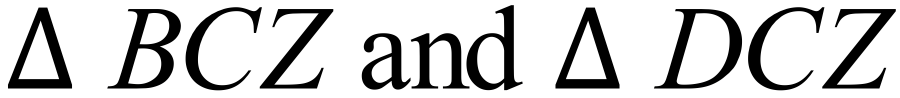 Δ BCZ and Δ DCZ